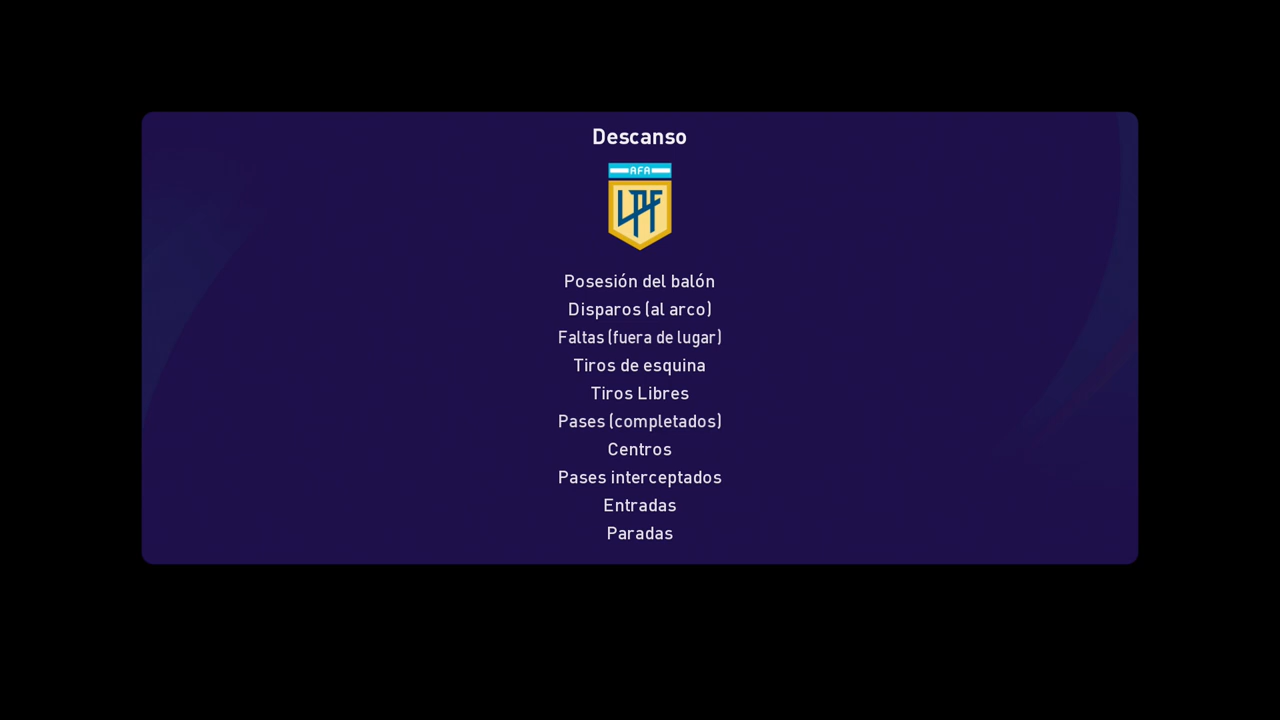 Descanso
AFA
LPF
Posesión del balón
Disparos (al arco)
Faltas (fuera de lugar)
Tiros de esquina
Tiros Libres
Pases (completados)
Centros
Pases interceptados
Entradas
Paradas